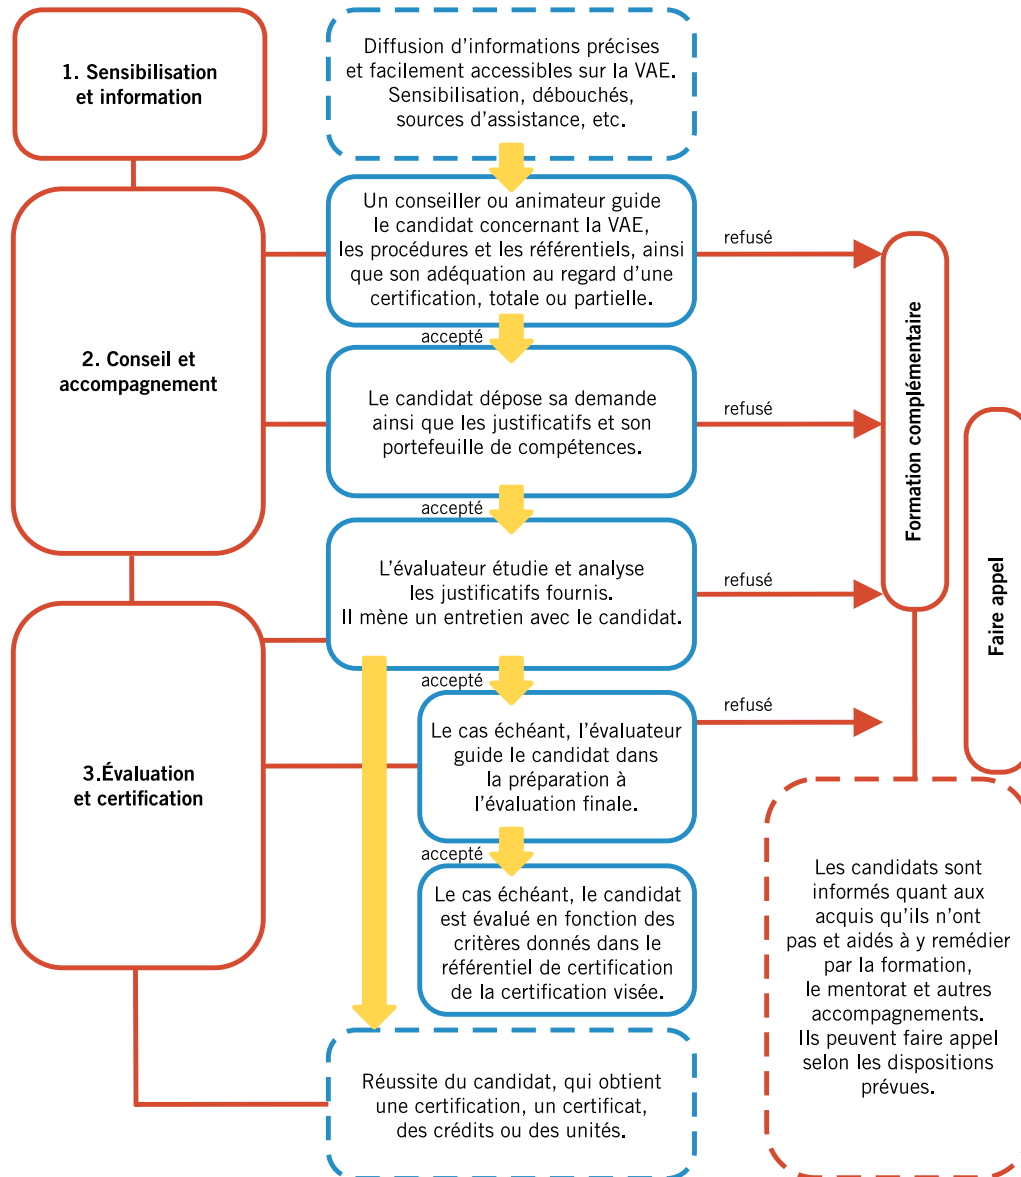 1. Sensibilisation
et information
Diffusion d'informations précises
et facilement accessibles sur la VAE.
Sensibilisation, débouchés,
sources d'assistance, etc.
2. Conseil et
accompagnement
Un conseiller ou animateur guide
le candidat concernant la VAE,
les procédures et les référentiels, ainsi
que son adéquation au regard d'une
certification, totale ou partielle.
refusé
accepté
Le candidat dépose sa demande
ainsi que les justificatifs et son
portefeuille de compétences.
refusé
accepté
L'évaluateur étudie et analyse
les justificatifs fournis.
Il mène un entretien avec le candidat.
refusé
accepté
3.Évaluation
et certification
Le cas échéant, l'évaluateur
guide le candidat dans
la préparation à
l'évaluation finale.
refusé
accepté
Le cas échéant, le candidat
est évalué en fonction des
critères donnés dans le
référentiel de certification
de la certification visée.
Réussite du candidat, qui obtient
une certification, un certificat,
des crédits ou des unités.
Formation complémentaire
Faire appel
Les candidats sont
informés quant aux
acquis qu'ils n'ont
pas et aidés à y remédier
par la formation,
le mentorat et autres
accompagnements.
Ils peuvent faire appel
selon les dispositions
prévues.